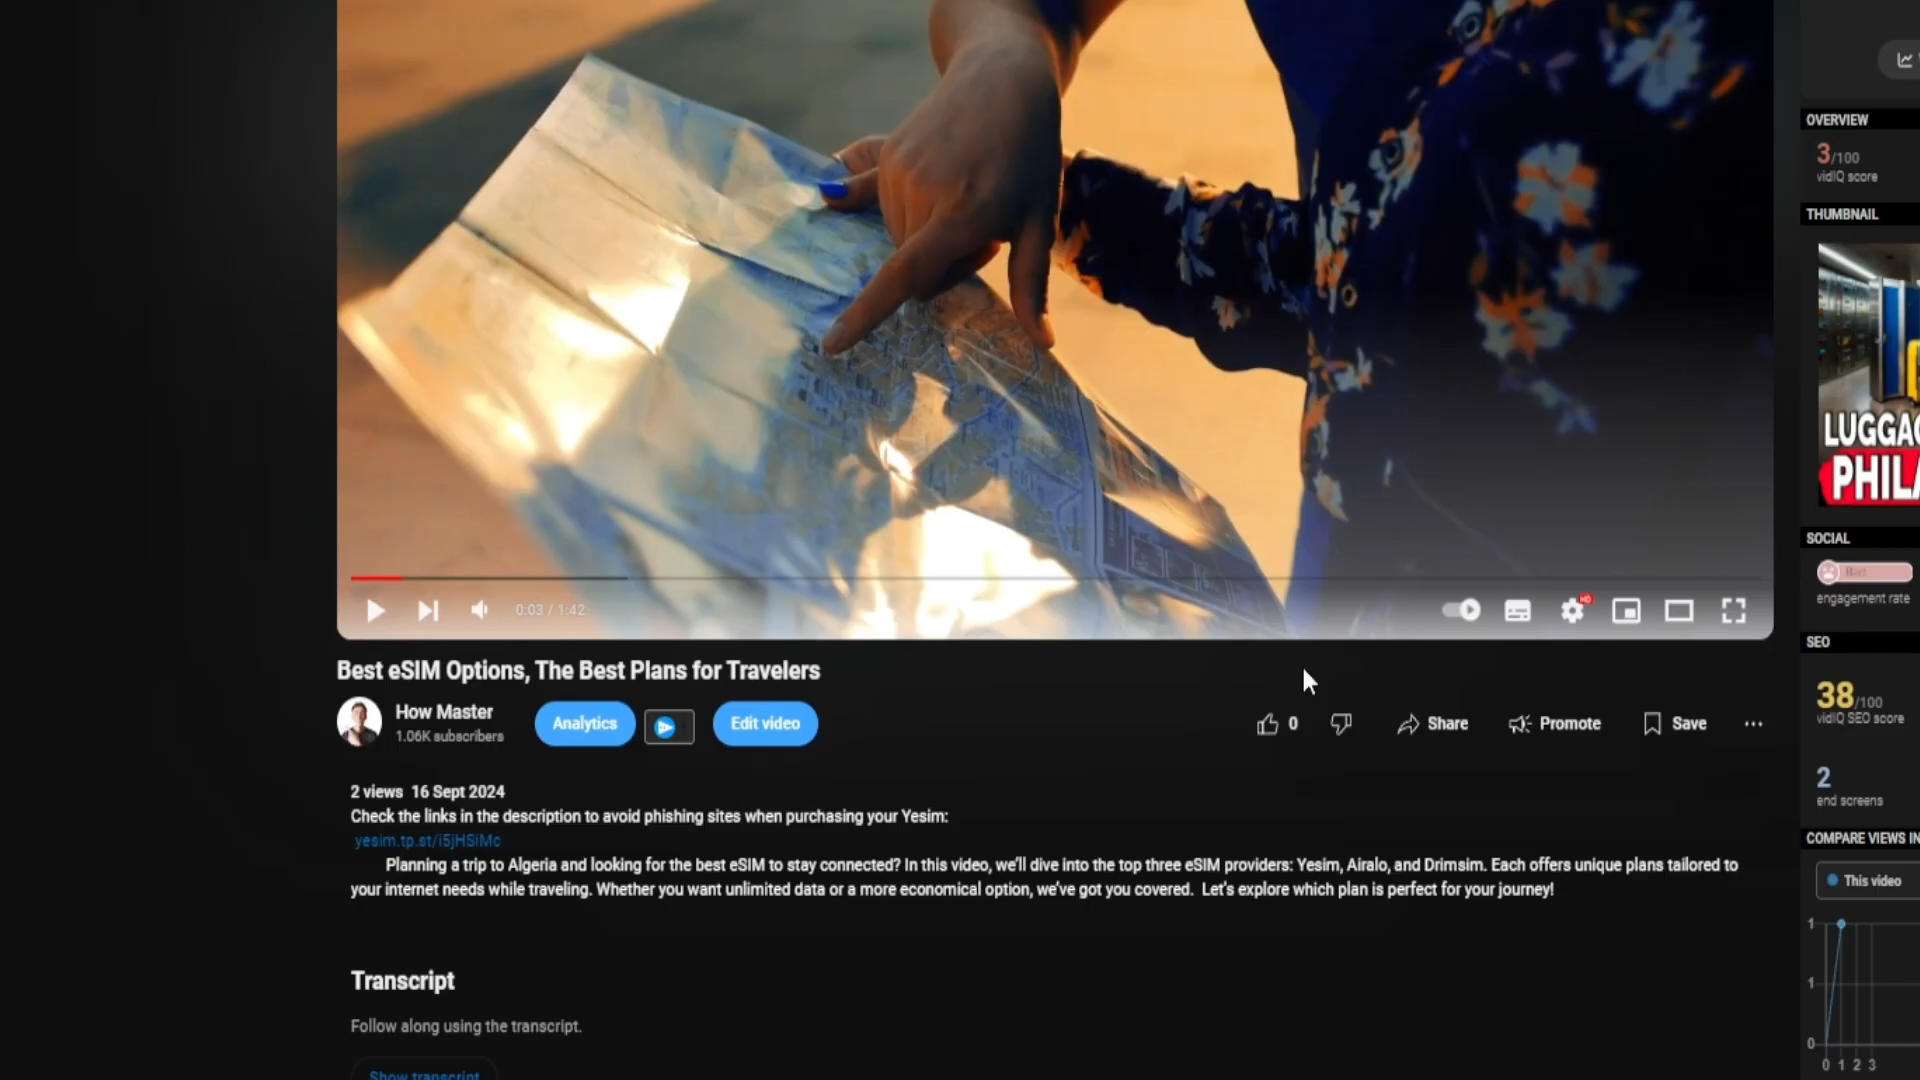 OVERVIEW
3/100
vidIQ score
THUMBNAIL
LUGGA
PHIL
SOCIAL
Bad
engagement rate
0:03 / 1:42
HD
SEO
38/100
vidIQ SEO score
2
end screens
COMPARE VIEWS IN
This video
1
1
0
0 1 2 3
Best eSIM Options, The Best Plans for Travelers
How Master
1.06K subscribers
Analytics
Edit video
0
Share
Promote
Save
2 views 16 Sept 2024
Check the links in the description to avoid phishing sites when purchasing your Yesim:
yesim.tp.st/i5jHSiMc
Planning a trip to Algeria and looking for the best eSIM to stay connected? In this video, we'll dive into the top three eSIM providers: Yesim, Airalo, and Drimsim. Each offers unique plans tailored to
your internet needs while traveling. Whether you want unlimited data or a more economical option, we've got you covered. Let's explore which plan is perfect for your journey!
Transcript
Follow along using the transcript.
Show transcript